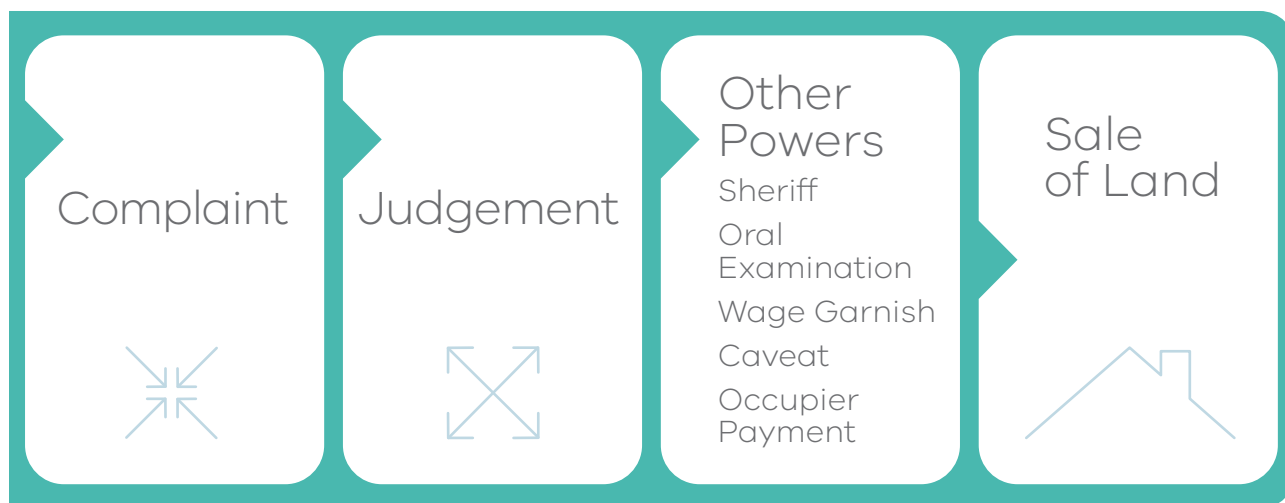 Complaint
Judgement
Other
Powers
Sheriff
Oral
Examination
Wage Garnish
Caveat
Occupier
Payment
Sale
of Land